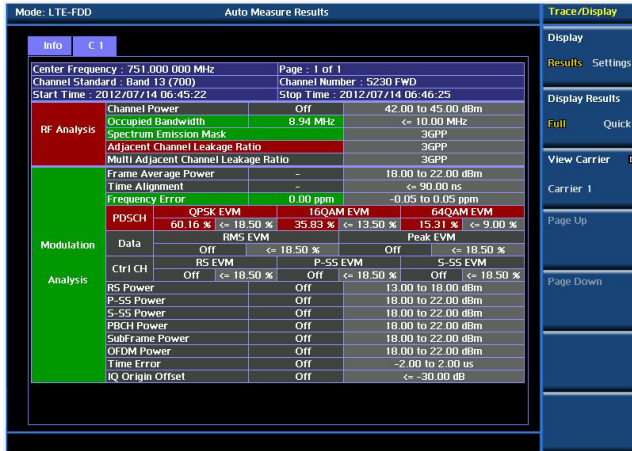 Mode: LTE-FDD Auto Measure Results Trace/Display
Info C 1
Display
Results Settings
Display Results
Full Quick
View Carrier
Carrier 1
Page Up
Page Down
Center Frequency : 751.000 000 MHz Page : 1 of 1
Channel Standard : Band 13 (700) Channel Number : 5230 FWD
Start Time : 2012/07/14 06:45:22 Stop Time : 2012/07/14 06:46:25
RF Analysis
Channel Power Off 42.00 to 45.00 dBm
Occupied Bandwidth 8.94 MHz <= 10.00 MHz
Spectrum Emission Mask 3GPP
Adjacent Channel Leakage Ratio 3GPP
Multi Adjacent Channel Leakage Ratio 3GPP
Modulation Analysis
Frame Average Power - 18.00 to 22.00 dBm
Time Alignment - <= 90.00 ns
Frequency Error 0.00 ppm -0.05 to 0.05 ppm
PDSCH QPSK EVM 16QAM EVM 64QAM EVM
60.16 % <= 18.50 % 35.83 % <= 13.50 % 15.31 % <= 9.00 %
Data RMS EVM Peak EVM
Off <= 18.50 % Off <= 18.50 %
Ctrl CH RS EVM P-SS EVM S-SS EVM
Off <= 18.50 % Off <= 18.50 % Off <= 18.50 %
RS Power Off 13.00 to 18.00 dBm
P-SS Power Off 18.00 to 22.00 dBm
S-SS Power Off 18.00 to 22.00 dBm
PBCH Power Off 18.00 to 22.00 dBm
SubFrame Power Off 18.00 to 22.00 dBm
OFDM Power Off 18.00 to 22.00 dBm
Time Error Off -2.00 to 2.00 us
IQ Origin Offset Off <= -30.00 dB